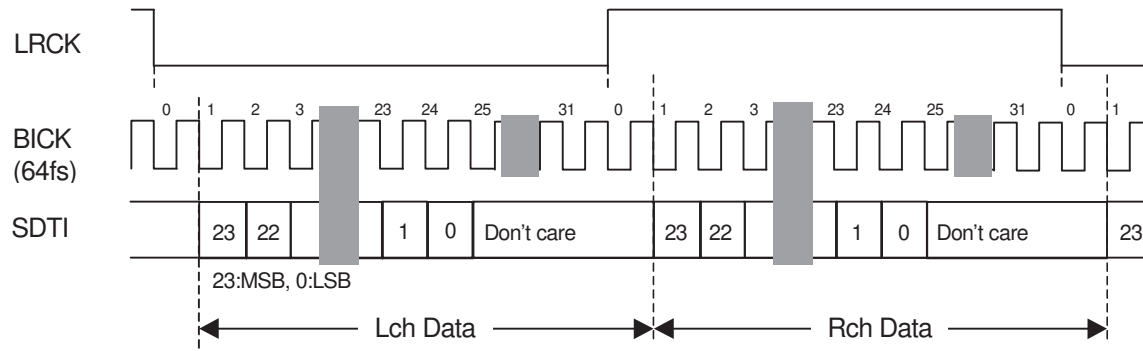 LRCK
0 1 2 3 23 24 25 31 0 1 2 3 23 24 25 31 0 1
BICK
(64fs)
SDTI 23 22 1 0 Don't care 23 22 1 0 Don't care 23
23:MSB, 0:LSB
Lch Data Rch Data